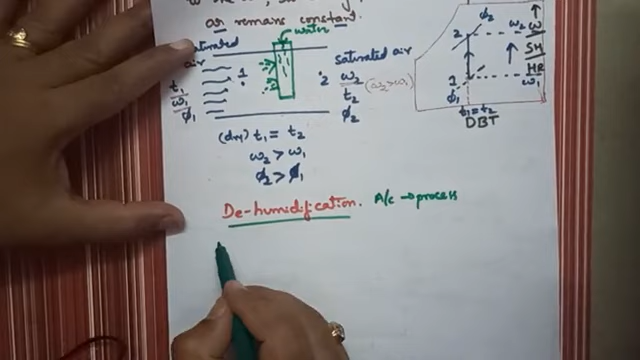 or remains constant.
water
saturated
air
1
2
saturated air
ω2
(ω2>ω1)
t1
ω1
ϕ1
t2
ϕ2
(dry) t1 = t2
ω2 > ω1
ϕ2 > ϕ1
ϕ2
2
ω2
W
SH
HR
1
ω1
ϕ1
t1=t2
DBT
De-humidification. A/c → process